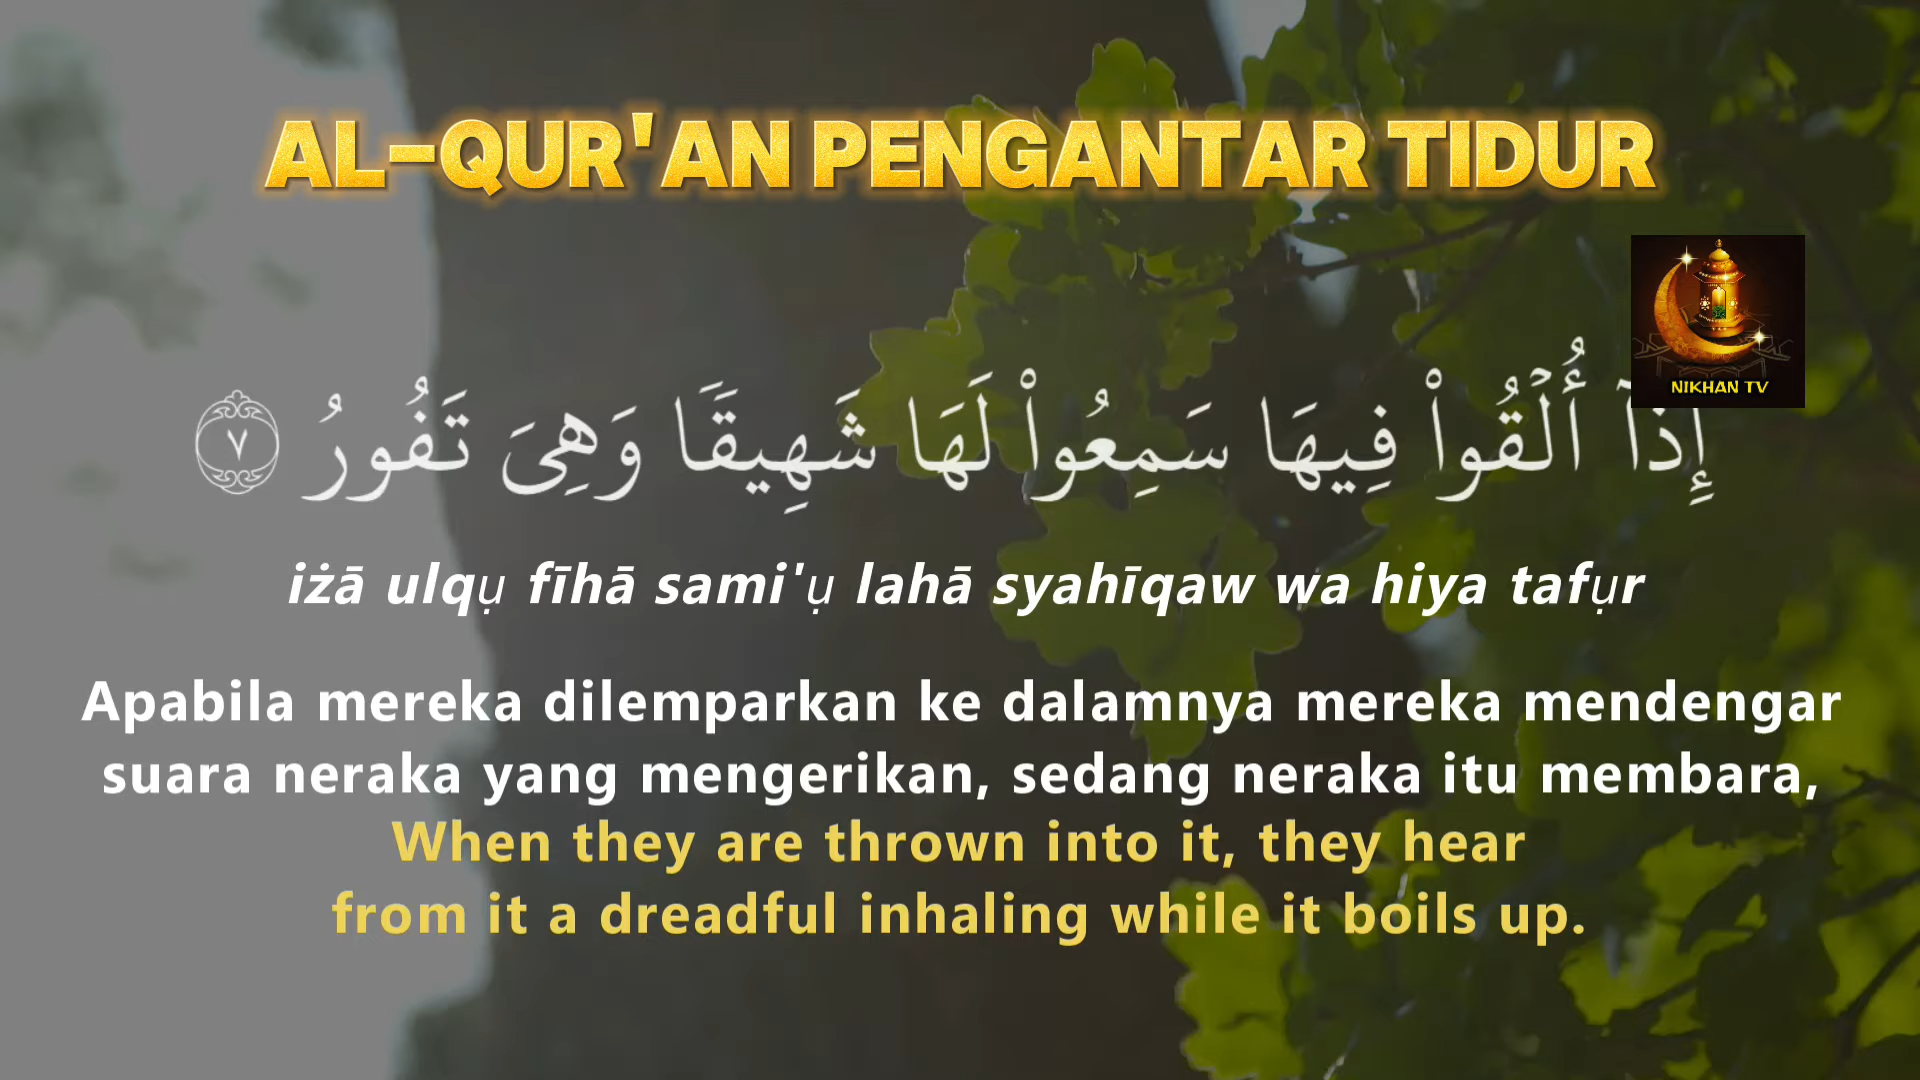 AL-QUR'AN PENGANTAR TIDUR
NIKHAN TV
إِذَآ أُلۡقُواْ فِيهَا سَمِعُواْ لَهَا شَهِيقٗا وَهِيَ تَفُورُ ٧
iżā ulqụ fīhā sami'ụ lahā syahīqaw wa hiya tafụr
Apabila mereka dilemparkan ke dalamnya mereka mendengar
suara neraka yang mengerikan, sedang neraka itu membara,
When they are thrown into it, they hear
from it a dreadful inhaling while it boils up.